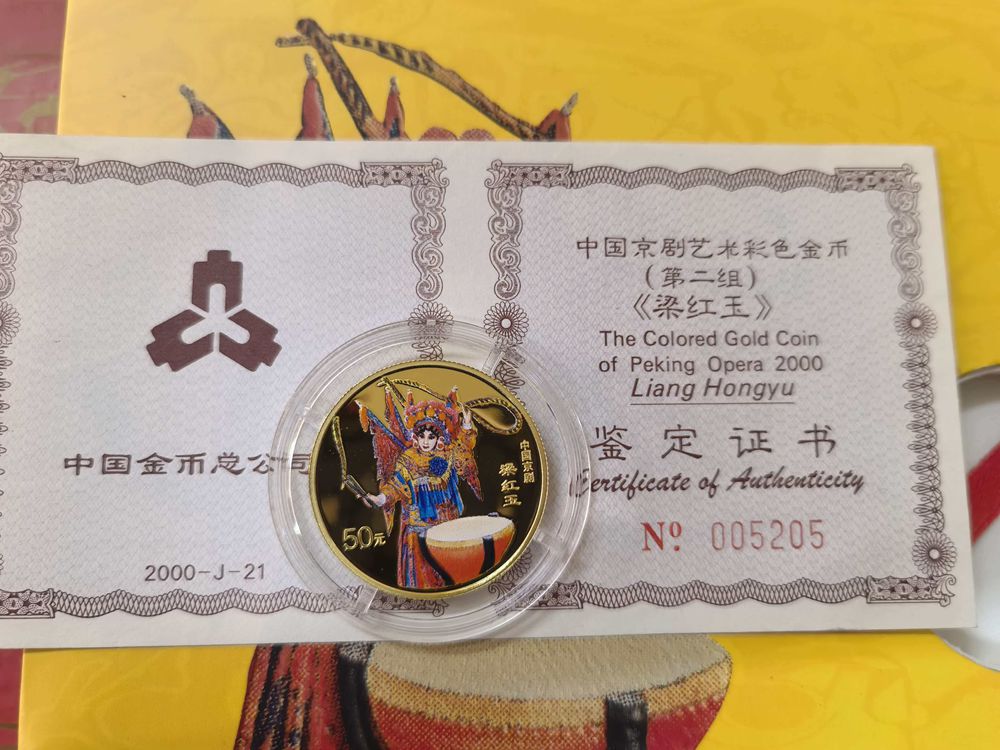 中国金币总公司
2000-J-21
中国京剧艺术彩色金币
(第二组)
《梁红玉》
The Colored Gold Coin
of Peking Opera 2000
Liang Hongyu
鉴定证书
Certificate of Authenticity
Nº 005205
中国京剧
梁红玉
50元